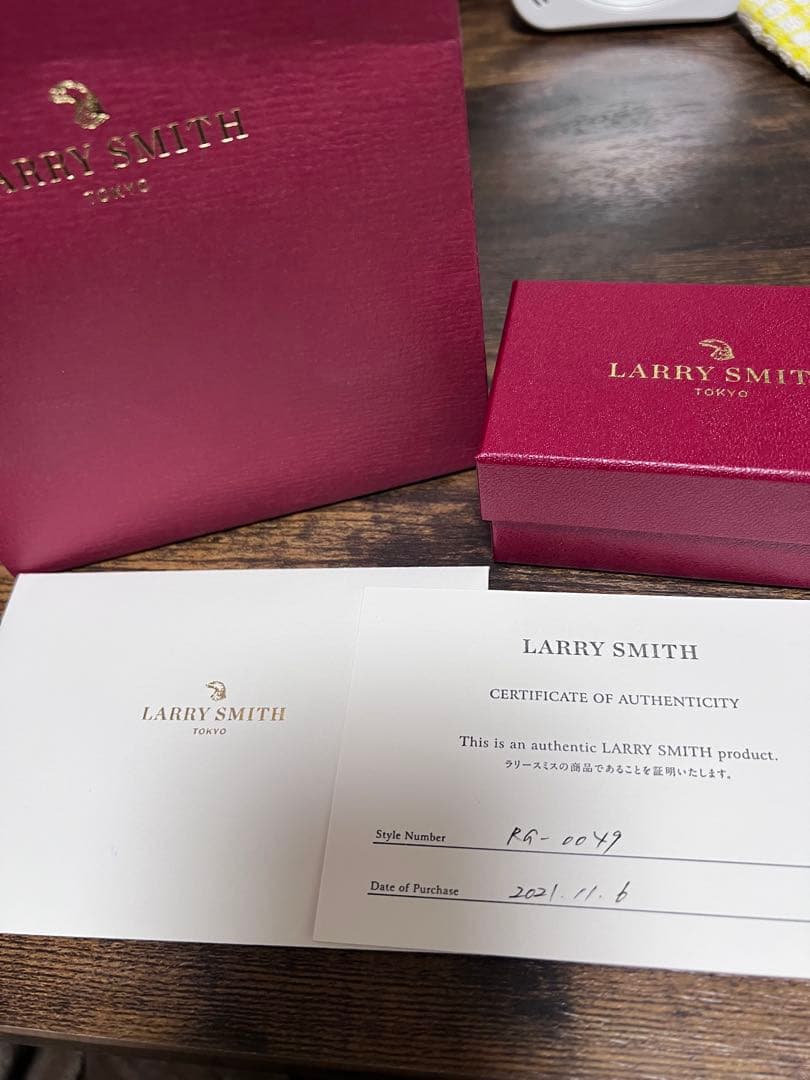 ARRY SMITH
TOKYO
LARRY SMIT
TOKYO
LARRY SMITH
TOKYO
LARRY SMITH
CERTIFICATE OF AUTHENTICITY
This is an authentic LARRY SMITH product.
ラリースミスの商品であることを証明いたします。
Style Number RG-0049
Date of Purchase 2021.11.6